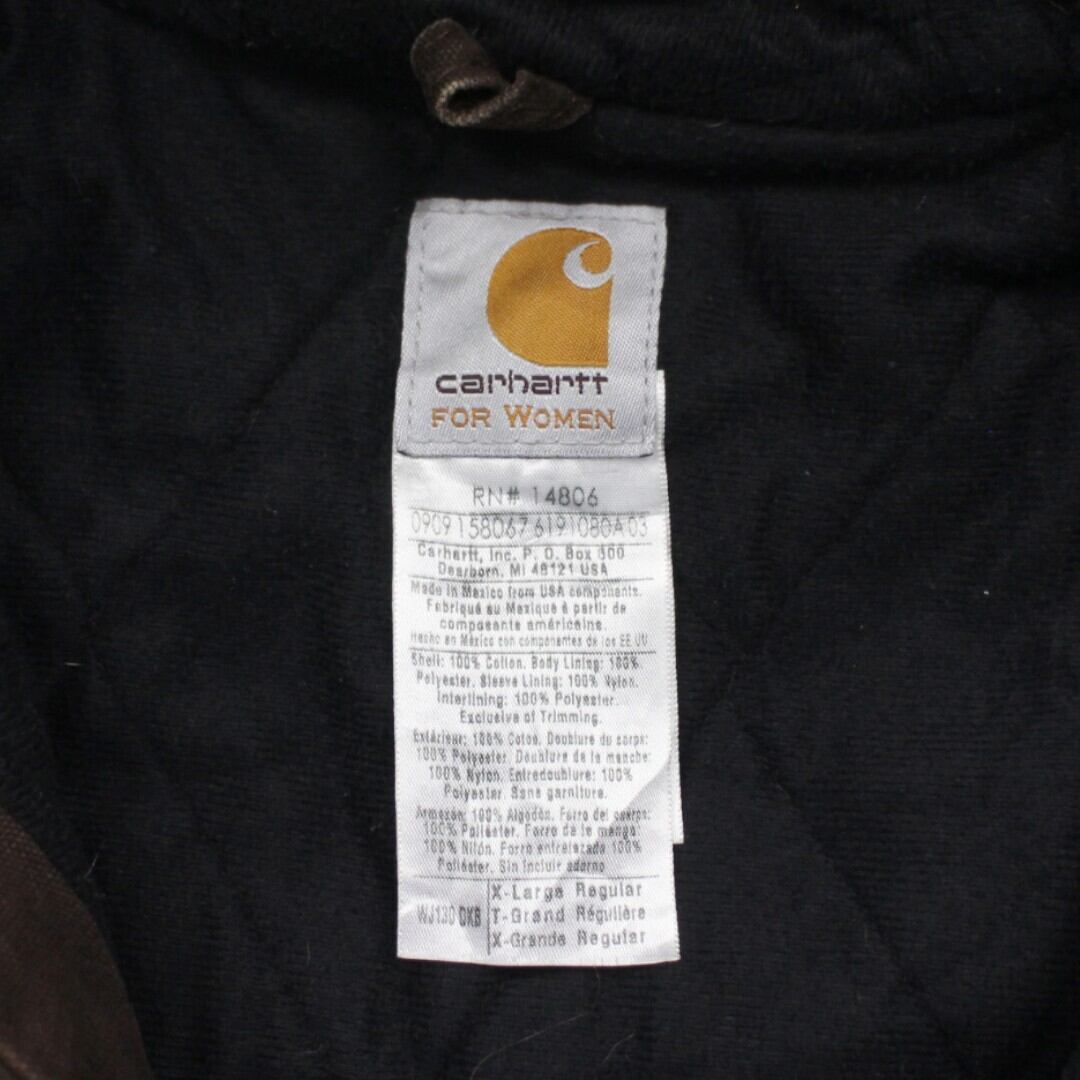 carhartt
FOR WOMEN
RN# 14806
0909158067 6191080A 03
Carhartt, Inc. P. O. Box 600
Dearborn, MI 48121 USA
Made in Mexico from USA components.
Fabriqué au Mexique à partir de
composants américains.
Hecho en México con componentes de los EE.UU
Shell: 100% Cotton. Body Lining: 100%
Polyester. Sleeve Lining: 100% Nylon.
Interlining: 100% Polyester.
Exclusive of Trimming.
Extérieur: 100% Coton. Doublure du corps:
100% Polyester. Doublure de la manche:
100% Nylon. Entredoublure: 100%
Polyester. Sans garniture.
Armazón: 100% Algodón. Forro del cuerpo:
100% Poliéster. Forro de la manga:
100% Nilón. Forro entrelazado 100%
Poliéster. Sin incluir adorno
WJ130 DKB
X-Large Regular
T-Grand Régulière
X-Grande Regular